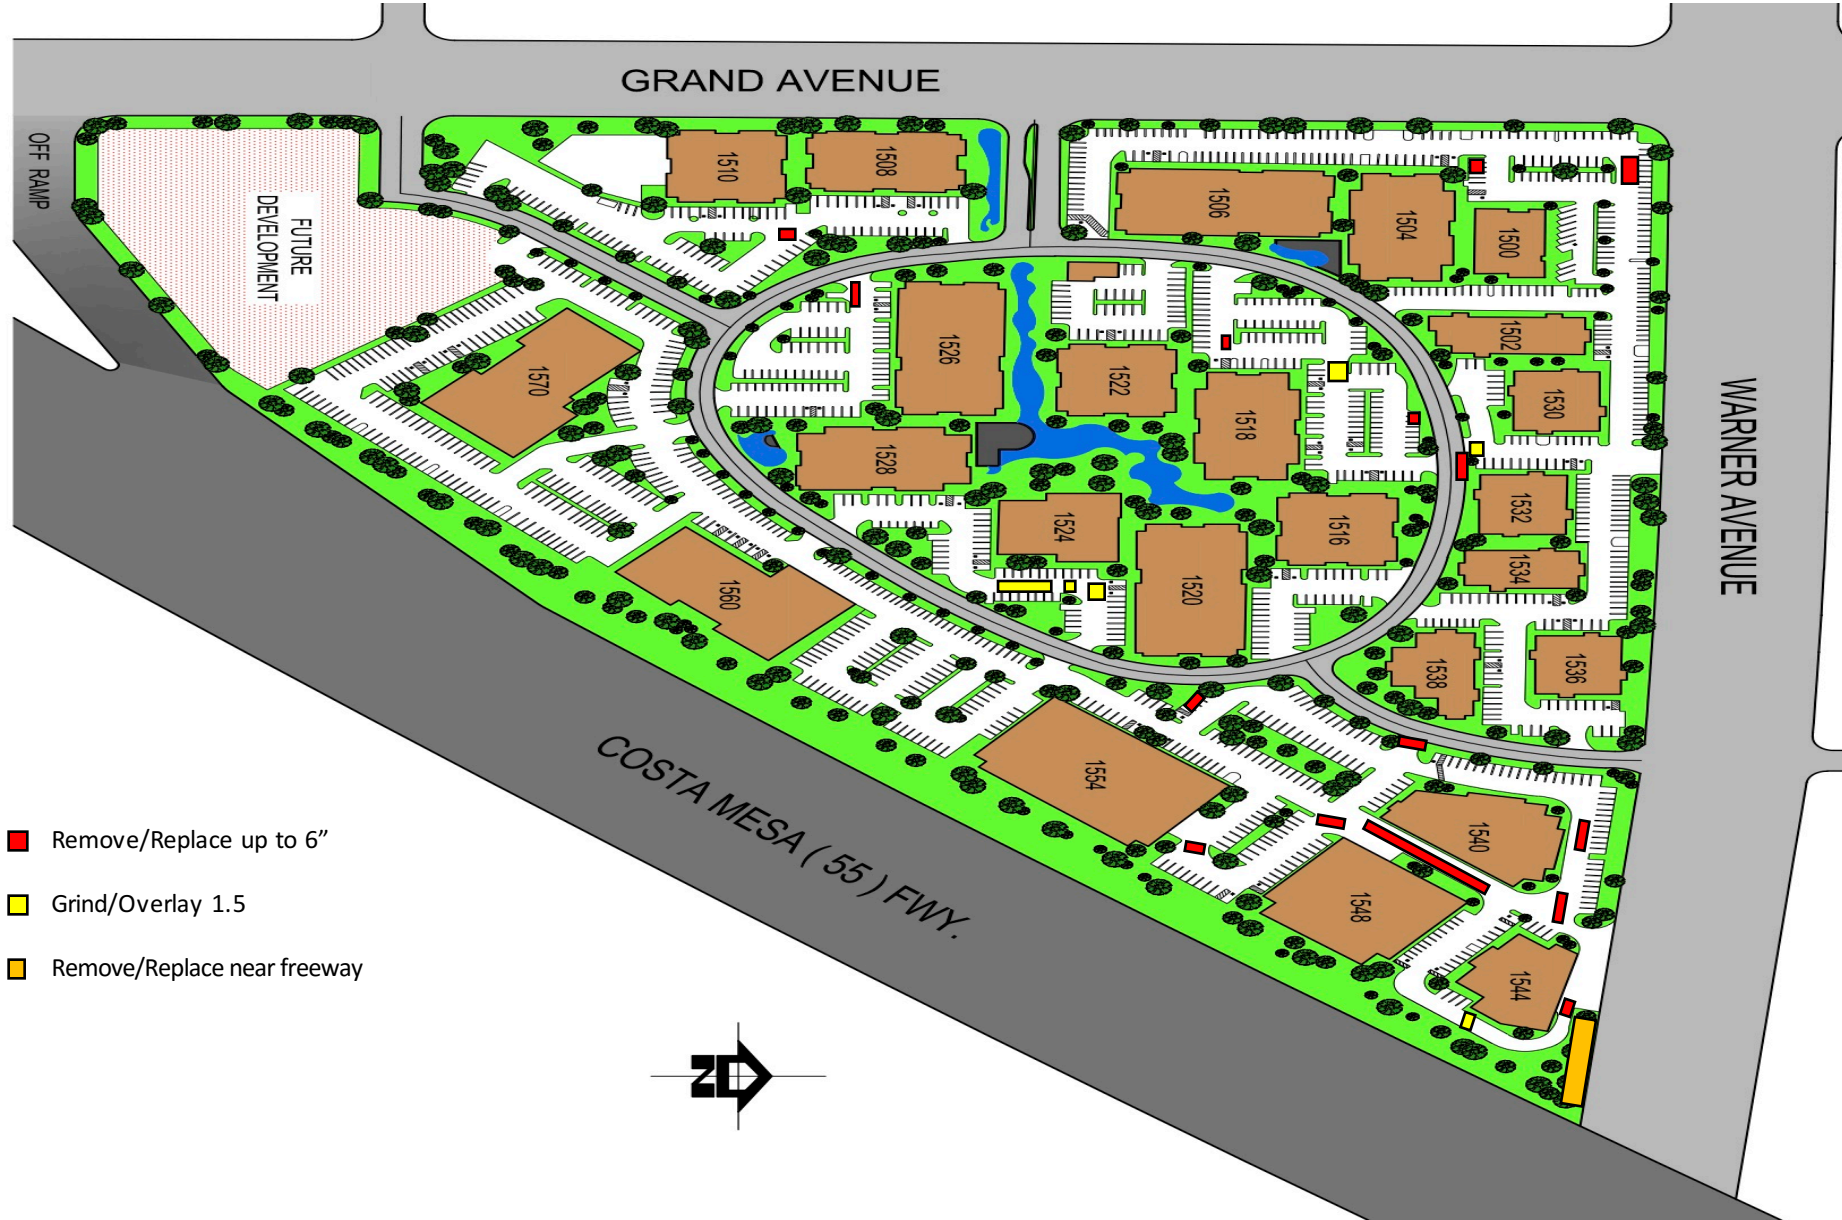 GRAND AVENUE
OFF RAMP
FUTURE
DEVELOPMENT
1510
1508
1506
1504
1500
1502
1526
1522
1518
1530
1570
1528
1524
1516
1532
1534
1520
1560
1538
1536
WARNER AVENUE
1554
1540
1548
1544
COSTA MESA ( 55 ) FWY.
Remove/Replace up to 6”
Grind/Overlay 1.5
Remove/Replace near freeway
N